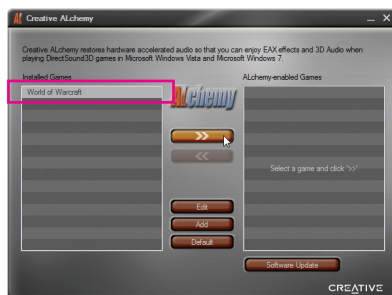 Creative ALchemy
Creative ALchemy restores hardware accelerated audio so that you can enjoy EAX effects and 3D Audio when
playing DirectSound3D games in Microsoft Windows Vista and Microsoft Windows 7.
Installed Games
ALchemy-enabled Games
World of Warcraft
ALchemy
>>
<<
Select a game and click '>>'
Edit
Add
Default
Software Update
CREATIVE